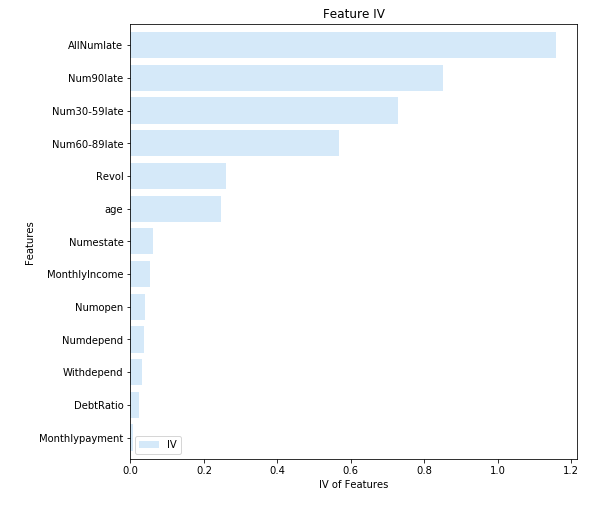 Feature IV
AllNumlate
Num90late
Num30-59late
Num60-89late
Revol
age
Numestate
MonthlyIncome
Numopen
Numdepend
Withdepend
DebtRatio
Monthlypayment
Features
IV
0.0 0.2 0.4 0.6 0.8 1.0 1.2
IV of Features